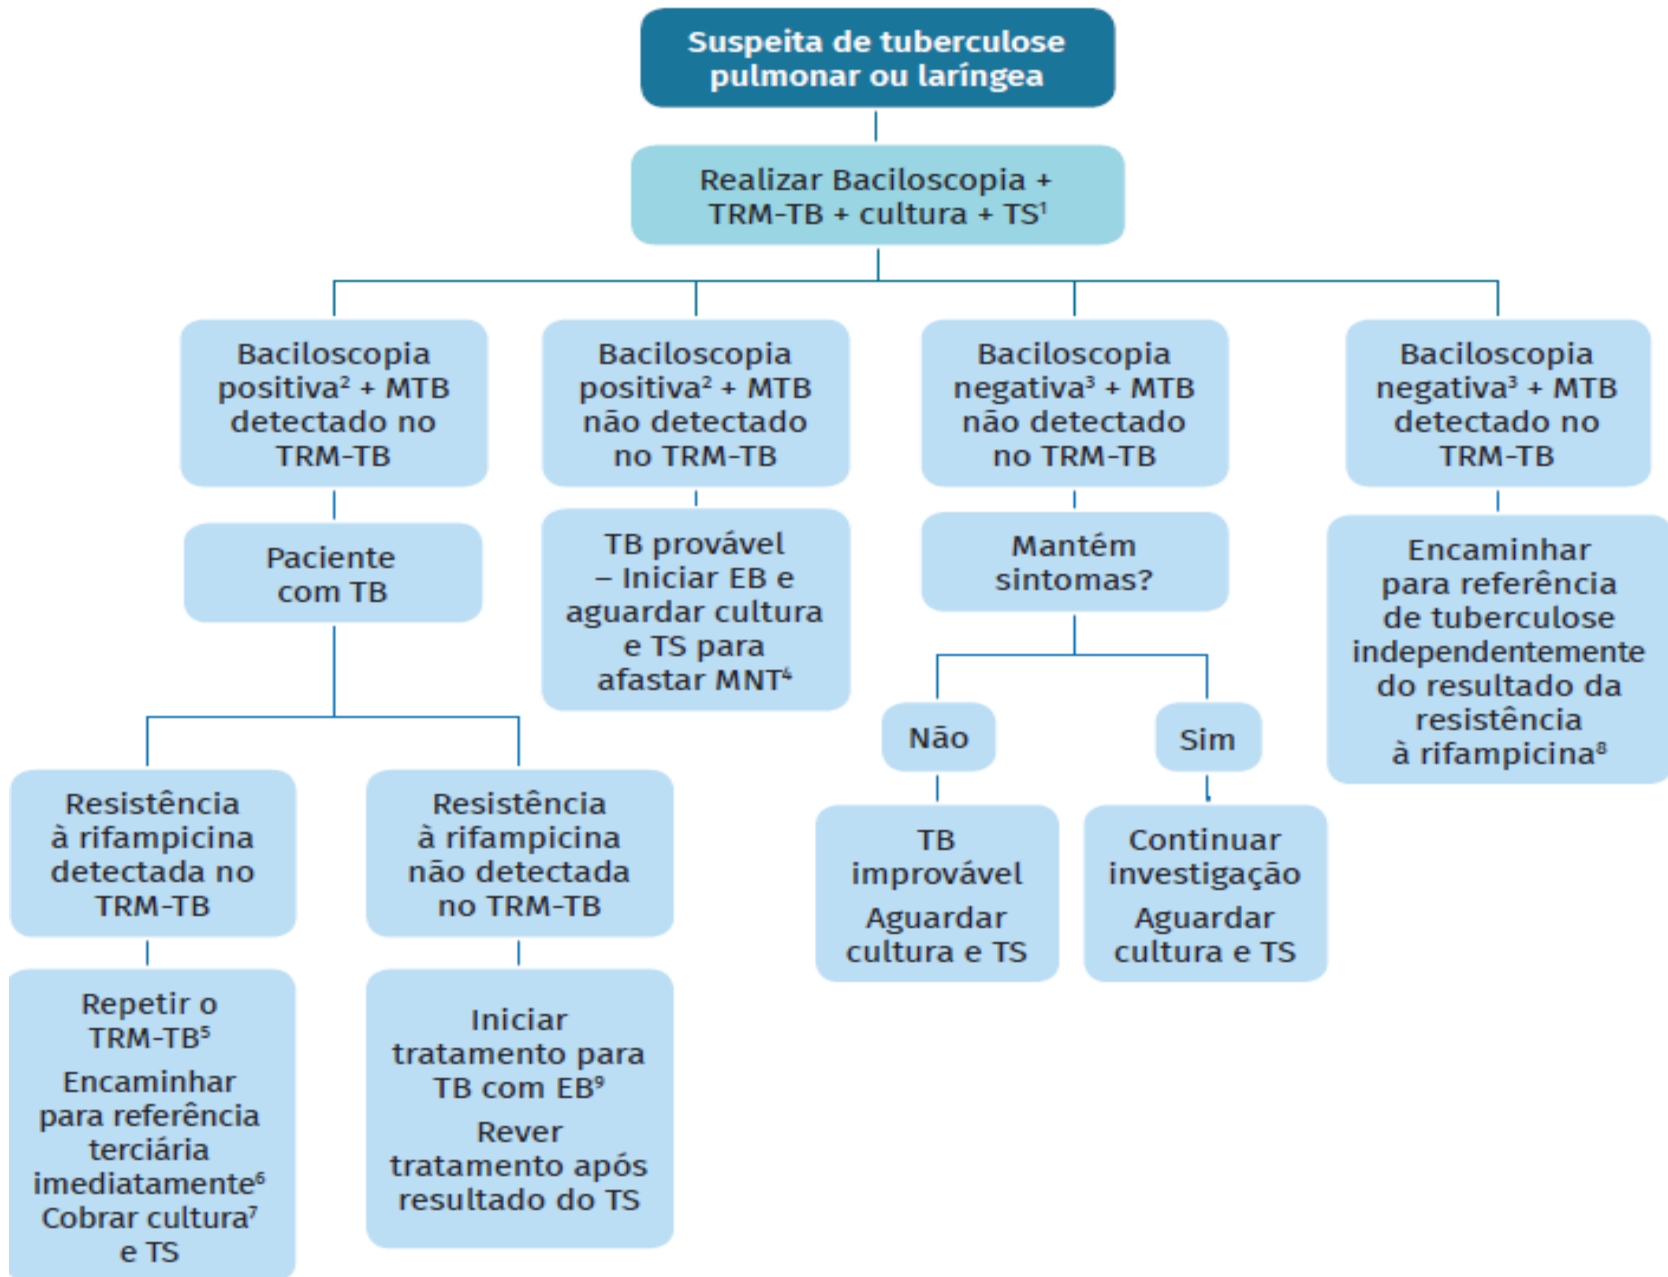 Suspeita de tuberculose
pulmonar ou laríngea
Realizar Baciloscopia +
TRM-TB + cultura + TS¹
Baciloscopia
positiva² + MTB
detectado no
TRM-TB
Baciloscopia
positiva² + MTB
não detectado
no TRM-TB
Baciloscopia
negativa³ + MTB
não detectado
no TRM-TB
Baciloscopia
negativa³ + MTB
detectado no
TRM-TB
Paciente
com TB
TB provável
– Iniciar EB e
aguardar cultura
e TS para
afastar MNT⁴
Mantém
sintomas?
Encaminhar
para referência
de tuberculose
independentemente
do resultado da
resistência
à rifampicina⁸
Não
Sim
Resistência
à rifampicina
detectada no
TRM-TB
Resistência
à rifampicina
não detectada
no TRM-TB
TB
improvável
Aguardar
cultura e TS
Continuar
investigação
Aguardar
cultura e TS
Repetir o
TRM-TB⁵
Encaminhar
para referência
terciária
imediatamente⁶
Cobrar cultura⁷
e TS
Iniciar
tratamento para
TB com EB⁹
Rever
tratamento após
resultado do TS